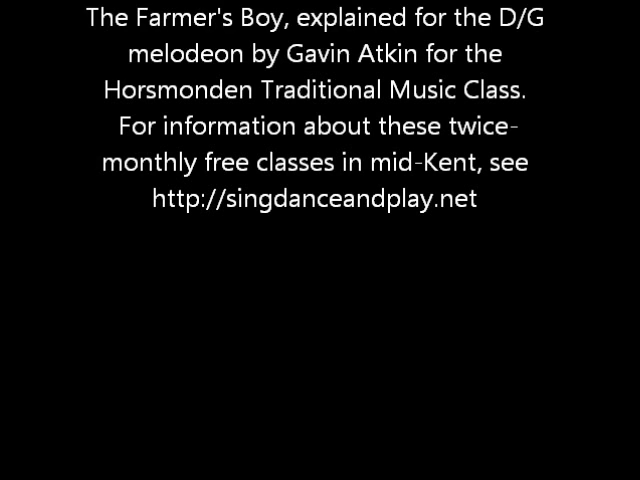 The Farmer's Boy, explained for the D/G
melodeon by Gavin Atkin for the
Horsmonden Traditional Music Class.
For information about these twice-
monthly free classes in mid-Kent, see
http://singdanceandplay.net